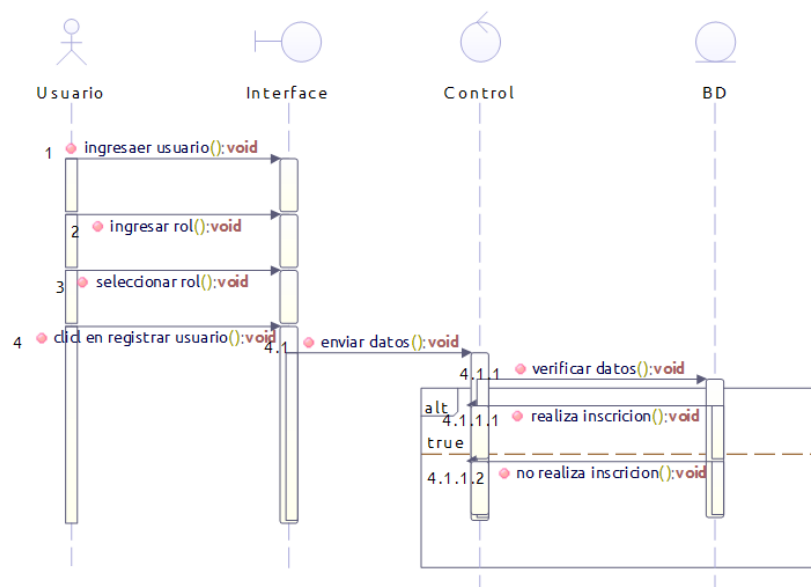 Usuario Interface Control BD
1 ingresaer usuario():void
2 ingresar rol():void
3 seleccionar rol():void
4 clicl en registrar usuario():void
4.1 enviar datos():void
4.1.1 verificar datos():void
alt
4.1.1.1 realiza inscricion():void
true
4.1.1.2 no realiza inscricion():void